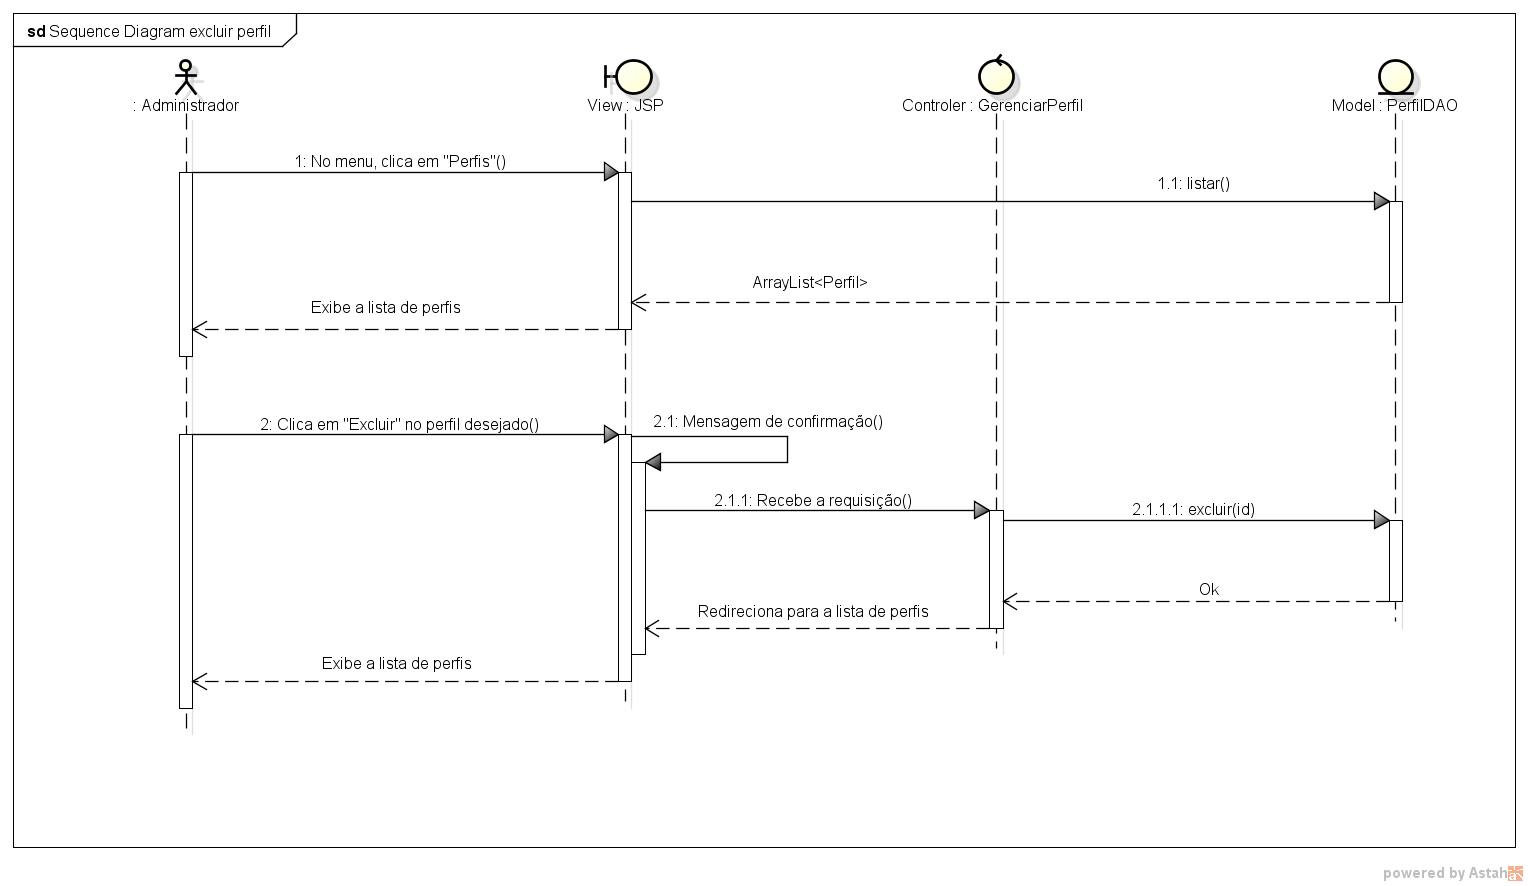 sd Sequence Diagram excluir perfil
: Administrador
View : JSP
Controler : GerenciarPerfil
Model : PerfilDAO
1: No menu, clica em "Perfis"()
1.1: listar()
ArrayList<Perfil>
Exibe a lista de perfis
2: Clica em "Excluir" no perfil desejado()
2.1: Mensagem de confirmação()
2.1.1: Recebe a requisição()
2.1.1.1: excluir(id)
Ok
Redireciona para a lista de perfis
Exibe a lista de perfis
powered by Astah